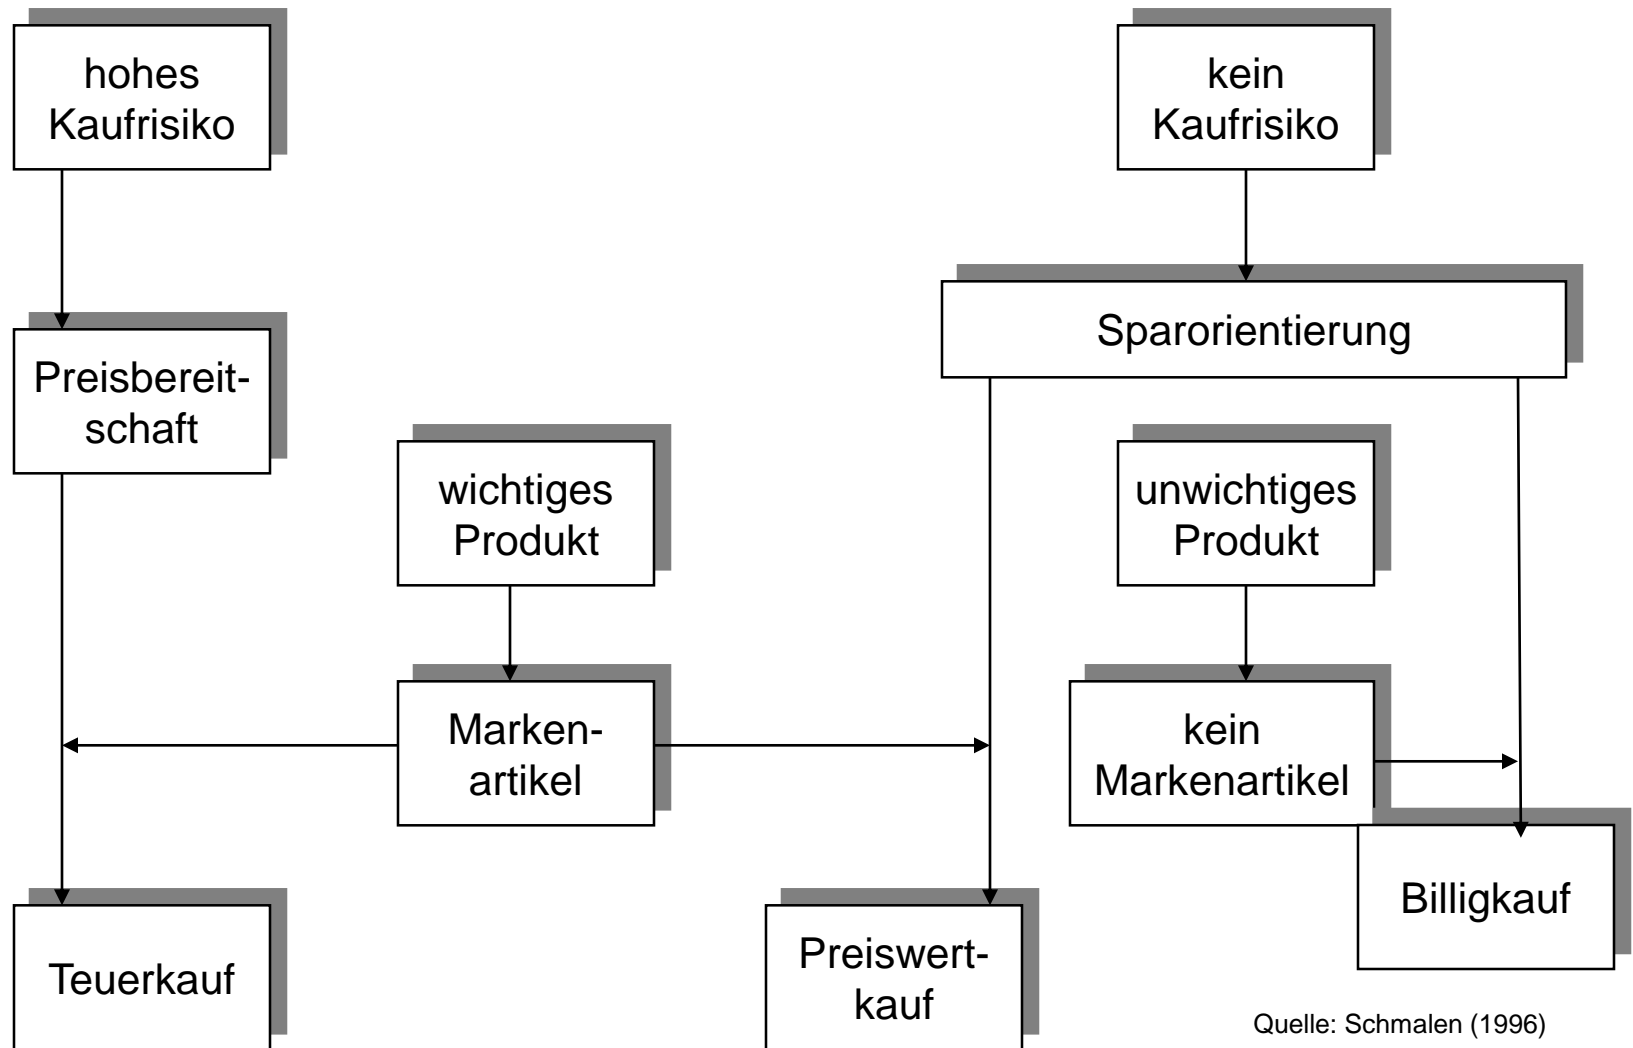 hohes
Kaufrisiko
kein
Kaufrisiko
Sparorientierung
Preisbereit-
schaft
wichtiges
Produkt
unwichtiges
Produkt
Marken-
artikel
kein
Markenartikel
Billigkauf
Teuerkauf
Preiswert-
kauf
Quelle: Schmalen (1996)